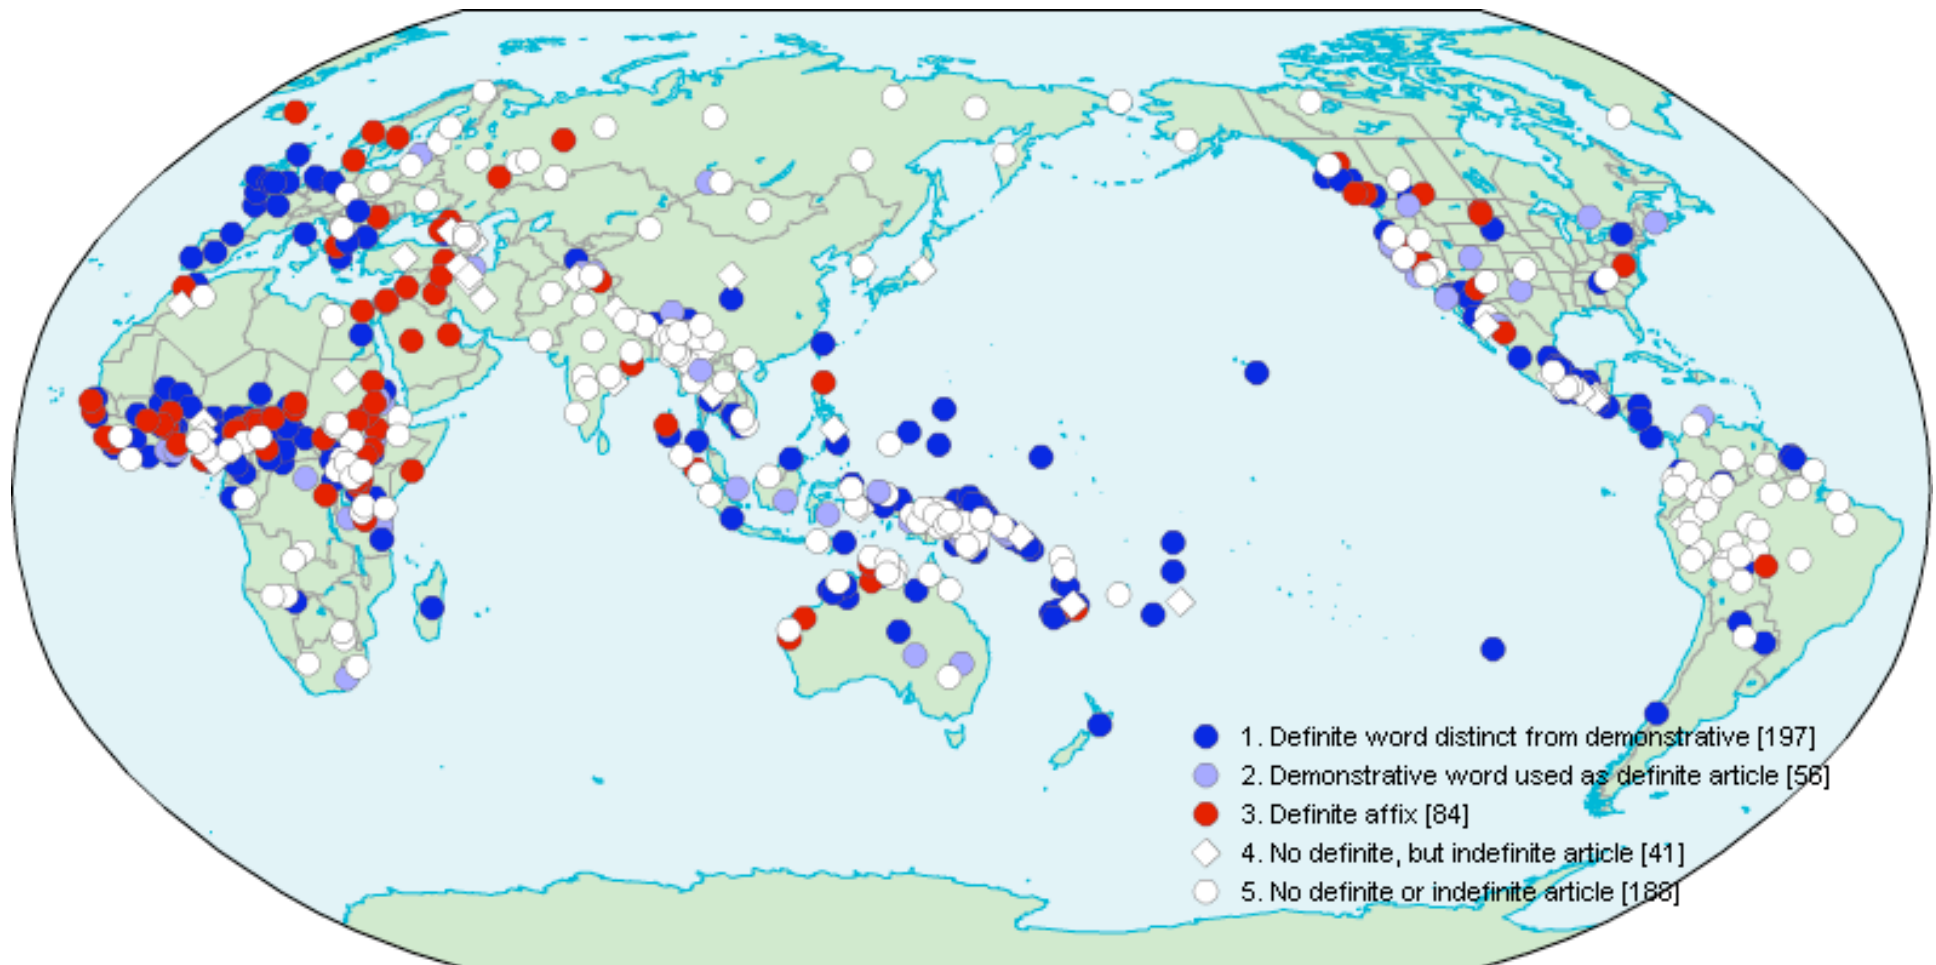 1. Definite word distinct from demonstrative [197]
2. Demonstrative word used as definite article [56]
3. Definite affix [84]
4. No definite, but indefinite article [41]
5. No definite or indefinite article [188]